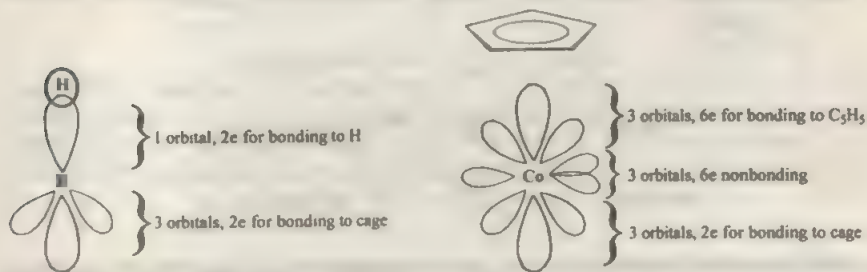 H
1 orbital, 2e for bonding to H
3 orbitals, 2e for bonding to cage
3 orbitals, 6e for bonding to C₅H₅
Co
3 orbitals, 6e nonbonding
3 orbitals, 2e for bonding to cage